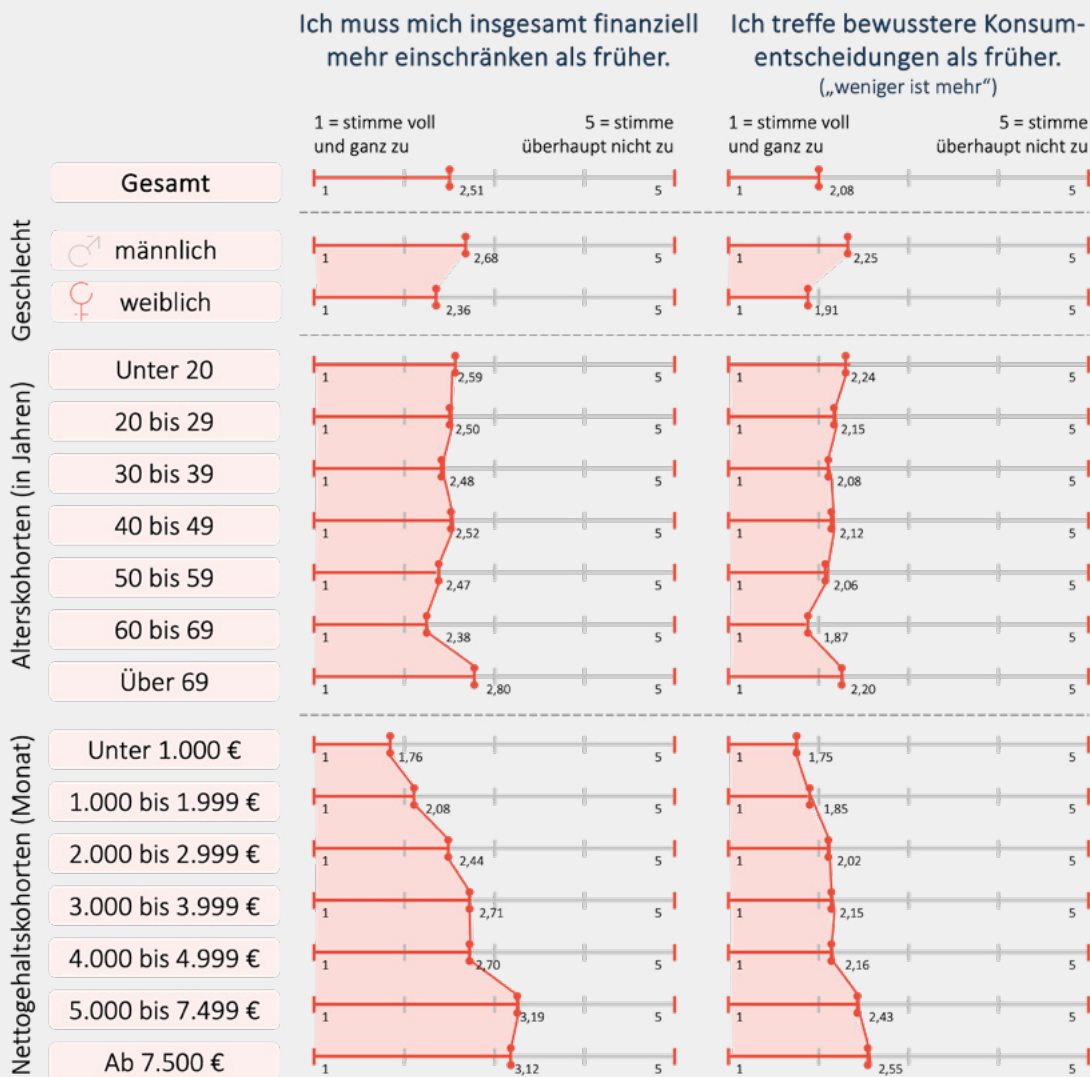 Ich muss mich insgesamt finanziell
mehr einschränken als früher.
Ich treffe bewusstere Konsum-
entscheidungen als früher.
(„weniger ist mehr“)
1 = stimme voll
und ganz zu
5 = stimme
überhaupt nicht zu
1 = stimme voll
und ganz zu
5 = stimme
überhaupt nicht zu
Gesamt
1 2,51 5
1 2,08 5
Geschlecht
männlich
1 2,68 5
1 2,25 5
weiblich
1 2,36 5
1 1,91 5
Alterskohorten (in Jahren)
Unter 20
1 2,59 5
1 2,24 5
20 bis 29
1 2,50 5
1 2,15 5
30 bis 39
1 2,48 5
1 2,08 5
40 bis 49
1 2,52 5
1 2,12 5
50 bis 59
1 2,47 5
1 2,06 5
60 bis 69
1 2,38 5
1 1,87 5
Über 69
1 2,80 5
1 2,20 5
Nettogehaltskohorten (Monat)
Unter 1.000 €
1 1,76 5
1 1,75 5
1.000 bis 1.999 €
1 2,08 5
1 1,85 5
2.000 bis 2.999 €
1 2,44 5
1 2,02 5
3.000 bis 3.999 €
1 2,71 5
1 2,15 5
4.000 bis 4.999 €
1 2,70 5
1 2,16 5
5.000 bis 7.499 €
1 3,19 5
1 2,43 5
Ab 7.500 €
1 3,12 5
1 2,55 5